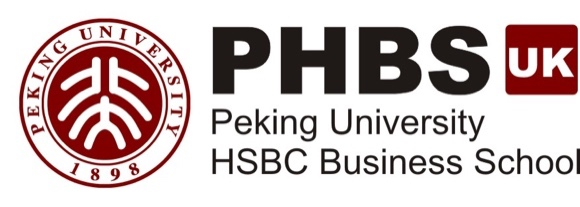 PEKING UNIVERSITY
1898
PHBS UK
Peking University
HSBC Business School